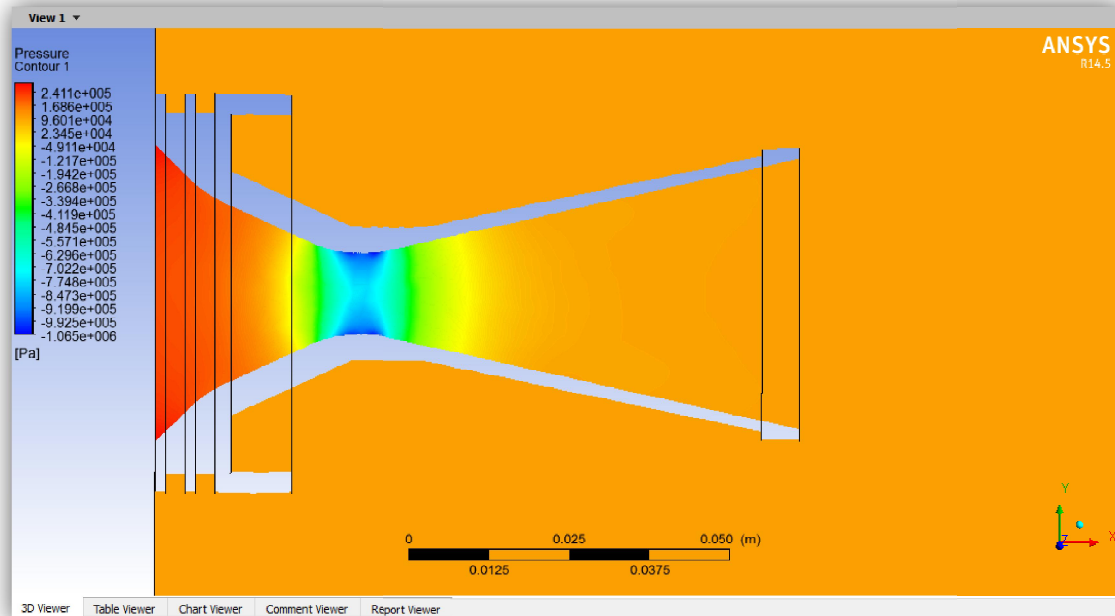 View 1
Pressure
Contour 1
2.411e+005
1.686e+005
9.601e+004
2.345e+004
-4.911e+004
-1.217e+005
-1.942e+005
-2.668e+005
-3.394e+005
-4.119e+005
-4.845e+005
-5.571e+005
-6.296e+005
-7.022e+005
-7.748e+005
-8.473e+005
-9.199e+005
-9.925e+005
-1.065e+006
[Pa]
ANSYS
R14.5
0 0.025 0.050 (m)
0.0125 0.0375
Y
Z X
3D Viewer Table Viewer Chart Viewer Comment Viewer Report Viewer